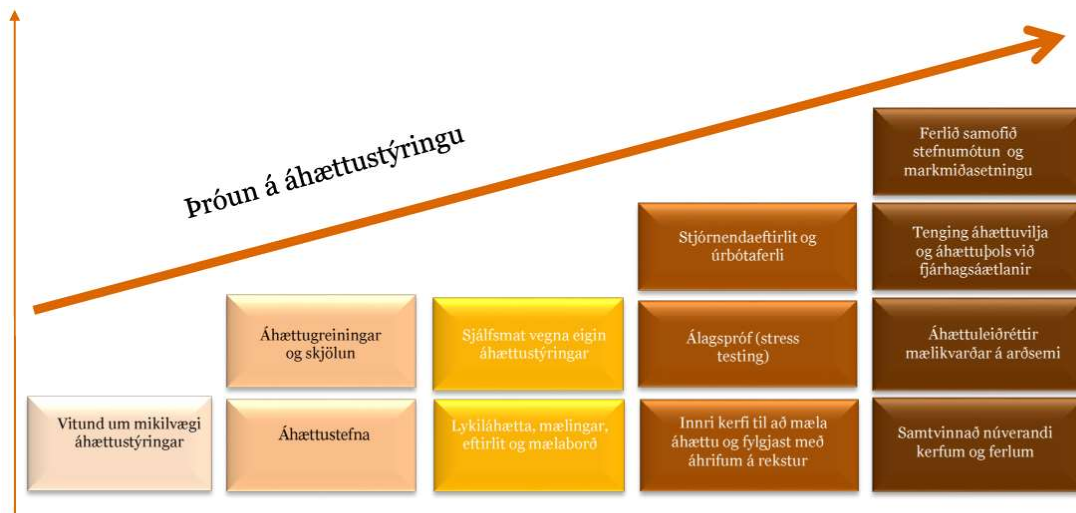 Þróun á áhættustýringu
Ferlið samofið
stefnumótun og
markmiðasetningu
Stjórnendaeftirlit og
úrbótaferli
Tenging áhættuvilja
og áhættuþols við
fjárhagsáætlanir
Áhættugreiningar
og skjölun
Sjálfsmat vegna eigin
áhættustýringar
Álagspróf (stress
testing)
Áhættuleiðréttir
mælikvarðar á arðsemi
Vitund um mikilvægi
áhættustýringar
Áhættustefna
Lykiláhætta, mælingar,
eftirlit og mælaborð
Innri kerfi til að mæla
áhættu og fylgjast með
áhrifum á rekstur
Samtvinnað núverandi
kerfum og ferlum